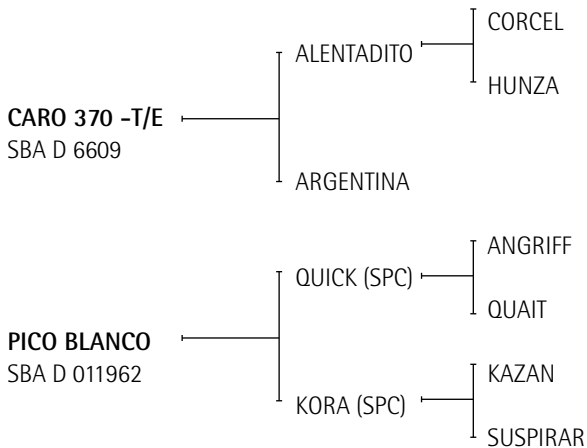 CARO 370 -T/E
SBA D 6609
ALENTADITO
CORCEL
HUNZA
ARGENTINA
PICO BLANCO
SBA D 011962
QUICK (SPC)
ANGRIFF
QUAIT
KORA (SPC)
KAZAN
SUSPIRAR